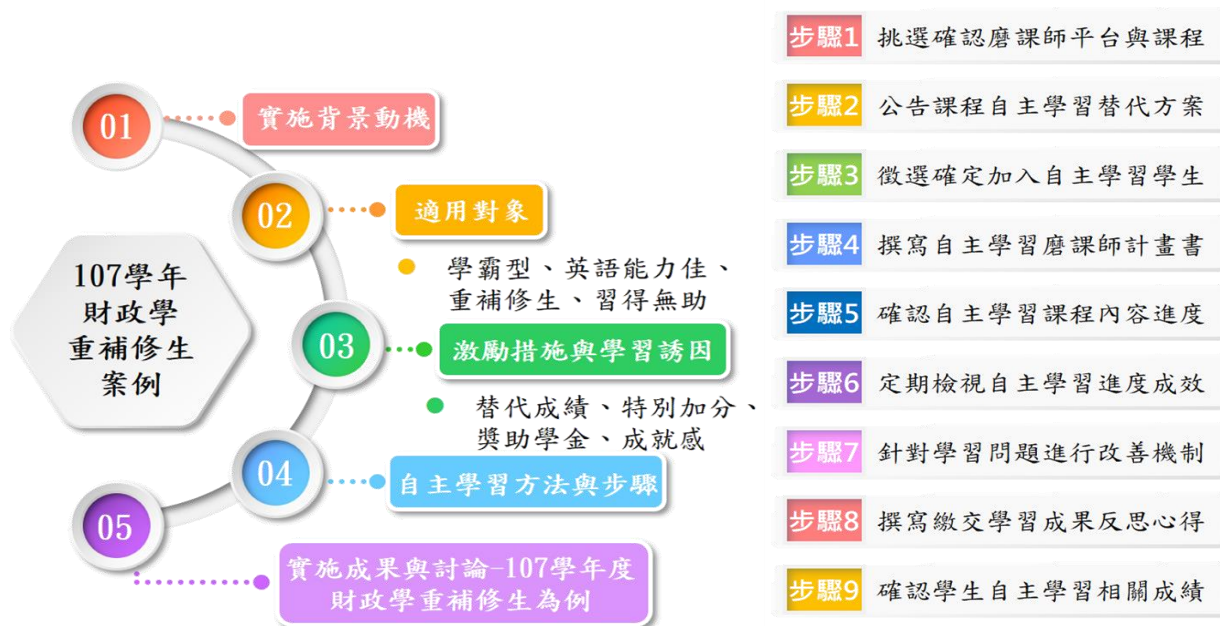 107學年
財政學
重補修生
案例
01
實施背景動機
02
適用對象
學霸型、英語能力佳、
重補修生、習得無助
03
激勵措施與學習誘因
替代成績、特別加分、
獎助學金、成就感
04
自主學習方法與步驟
05
實施成果與討論-107學年度
財政學重補修生為例
步驟1 挑選確認磨課師平台與課程
步驟2 公告課程自主學習替代方案
步驟3 徵選確定加入自主學習學生
步驟4 撰寫自主學習磨課師計畫書
步驟5 確認自主學習課程內容進度
步驟6 定期檢視自主學習進度成效
步驟7 針對學習問題進行改善機制
步驟8 撰寫繳交學習成果反思心得
步驟9 確認學生自主學習相關成績